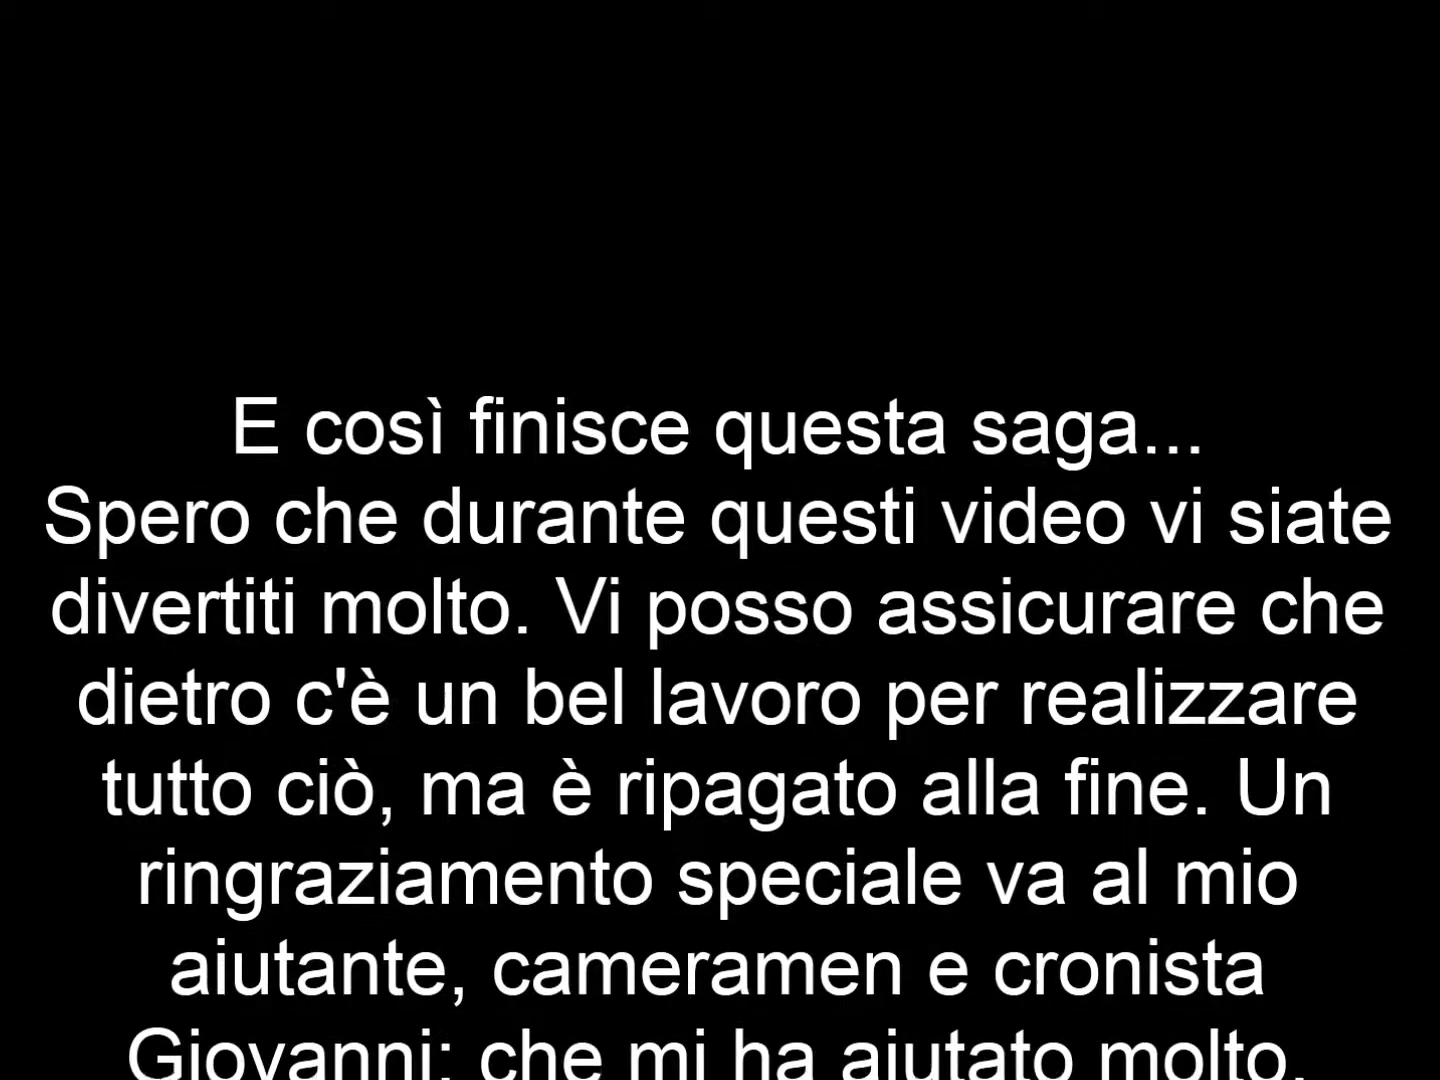 E così finisce questa saga...
Spero che durante questi video vi siate
divertiti molto. Vi posso assicurare che
dietro c'è un bel lavoro per realizzare
tutto ciò, ma è ripagato alla fine. Un
ringraziamento speciale va al mio
aiutante, cameramen e cronista
Giovanni; che mi ha aiutato molto.